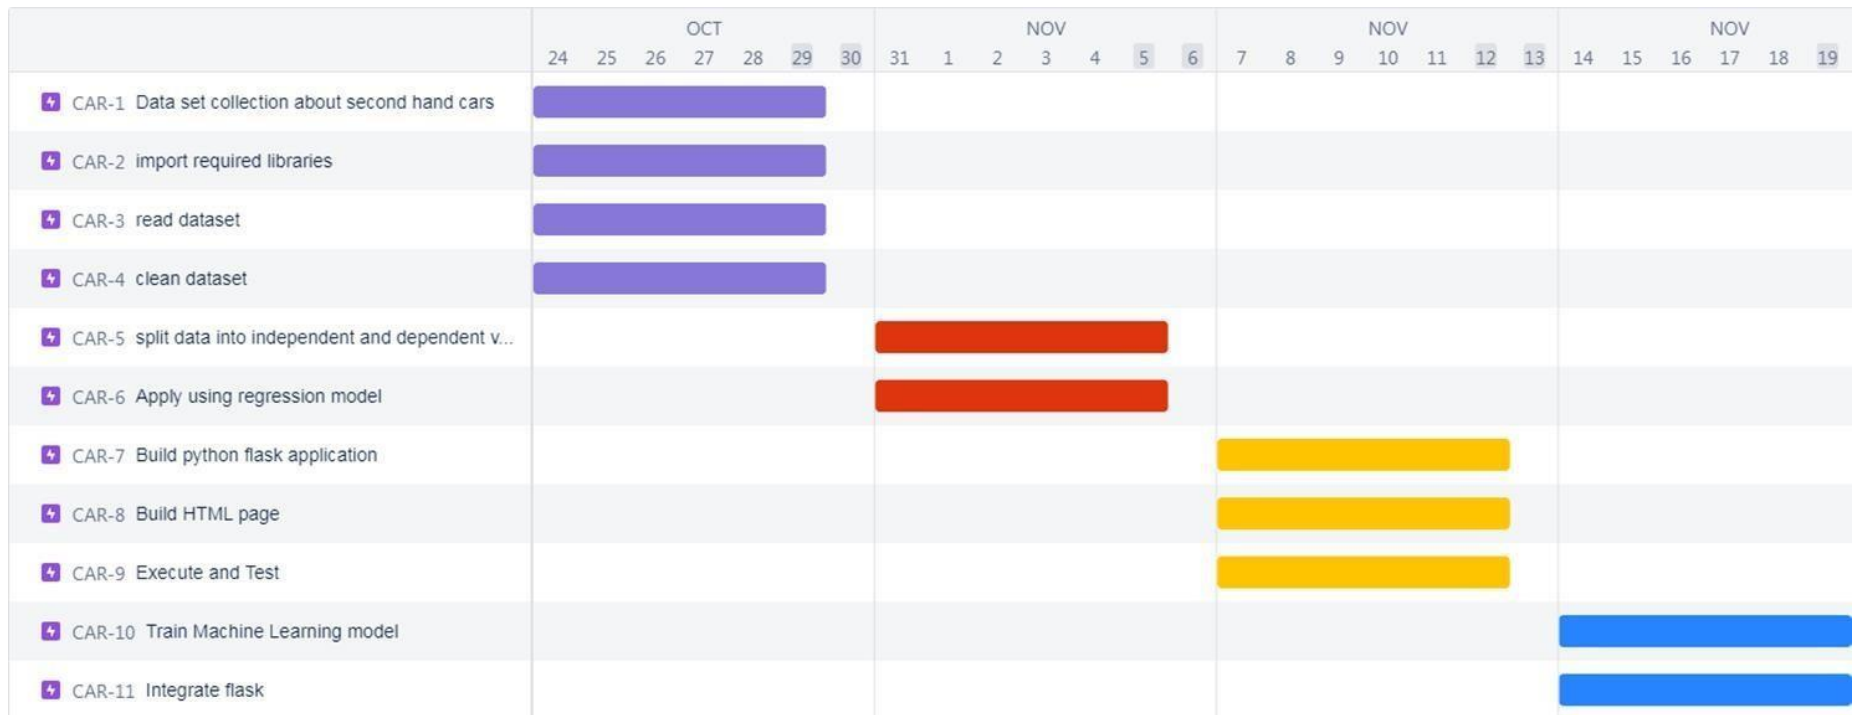 OCT NOV NOV NOV
24 25 26 27 28 29 30 31 1 2 3 4 5 6 7 8 9 10 11 12 13 14 15 16 17 18 19
CAR-1 Data set collection about second hand cars
CAR-2 import required libraries
CAR-3 read dataset
CAR-4 clean dataset
CAR-5 split data into independent and dependent v...
CAR-6 Apply using regression model
CAR-7 Build python flask application
CAR-8 Build HTML page
CAR-9 Execute and Test
CAR-10 Train Machine Learning model
CAR-11 Integrate flask